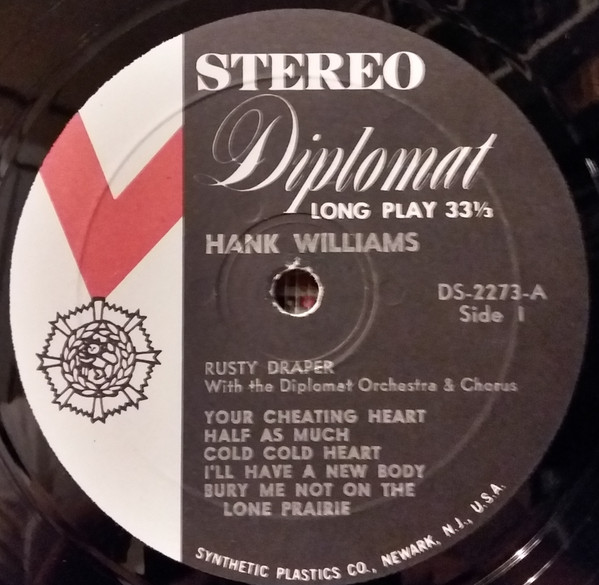 STEREO
Diplomat
LONG PLAY 33⅓
HANK WILLIAMS
DS-2273-A
Side 1
RUSTY DRAPER
With the Diplomat Orchestra & Chorus
YOUR CHEATING HEART
HALF AS MUCH
COLD COLD HEART
I'LL HAVE A NEW BODY
BURY ME NOT ON THE
LONE PRAIRIE
SYNTHETIC PLASTICS CO., NEWARK, N.J., U.S.A.